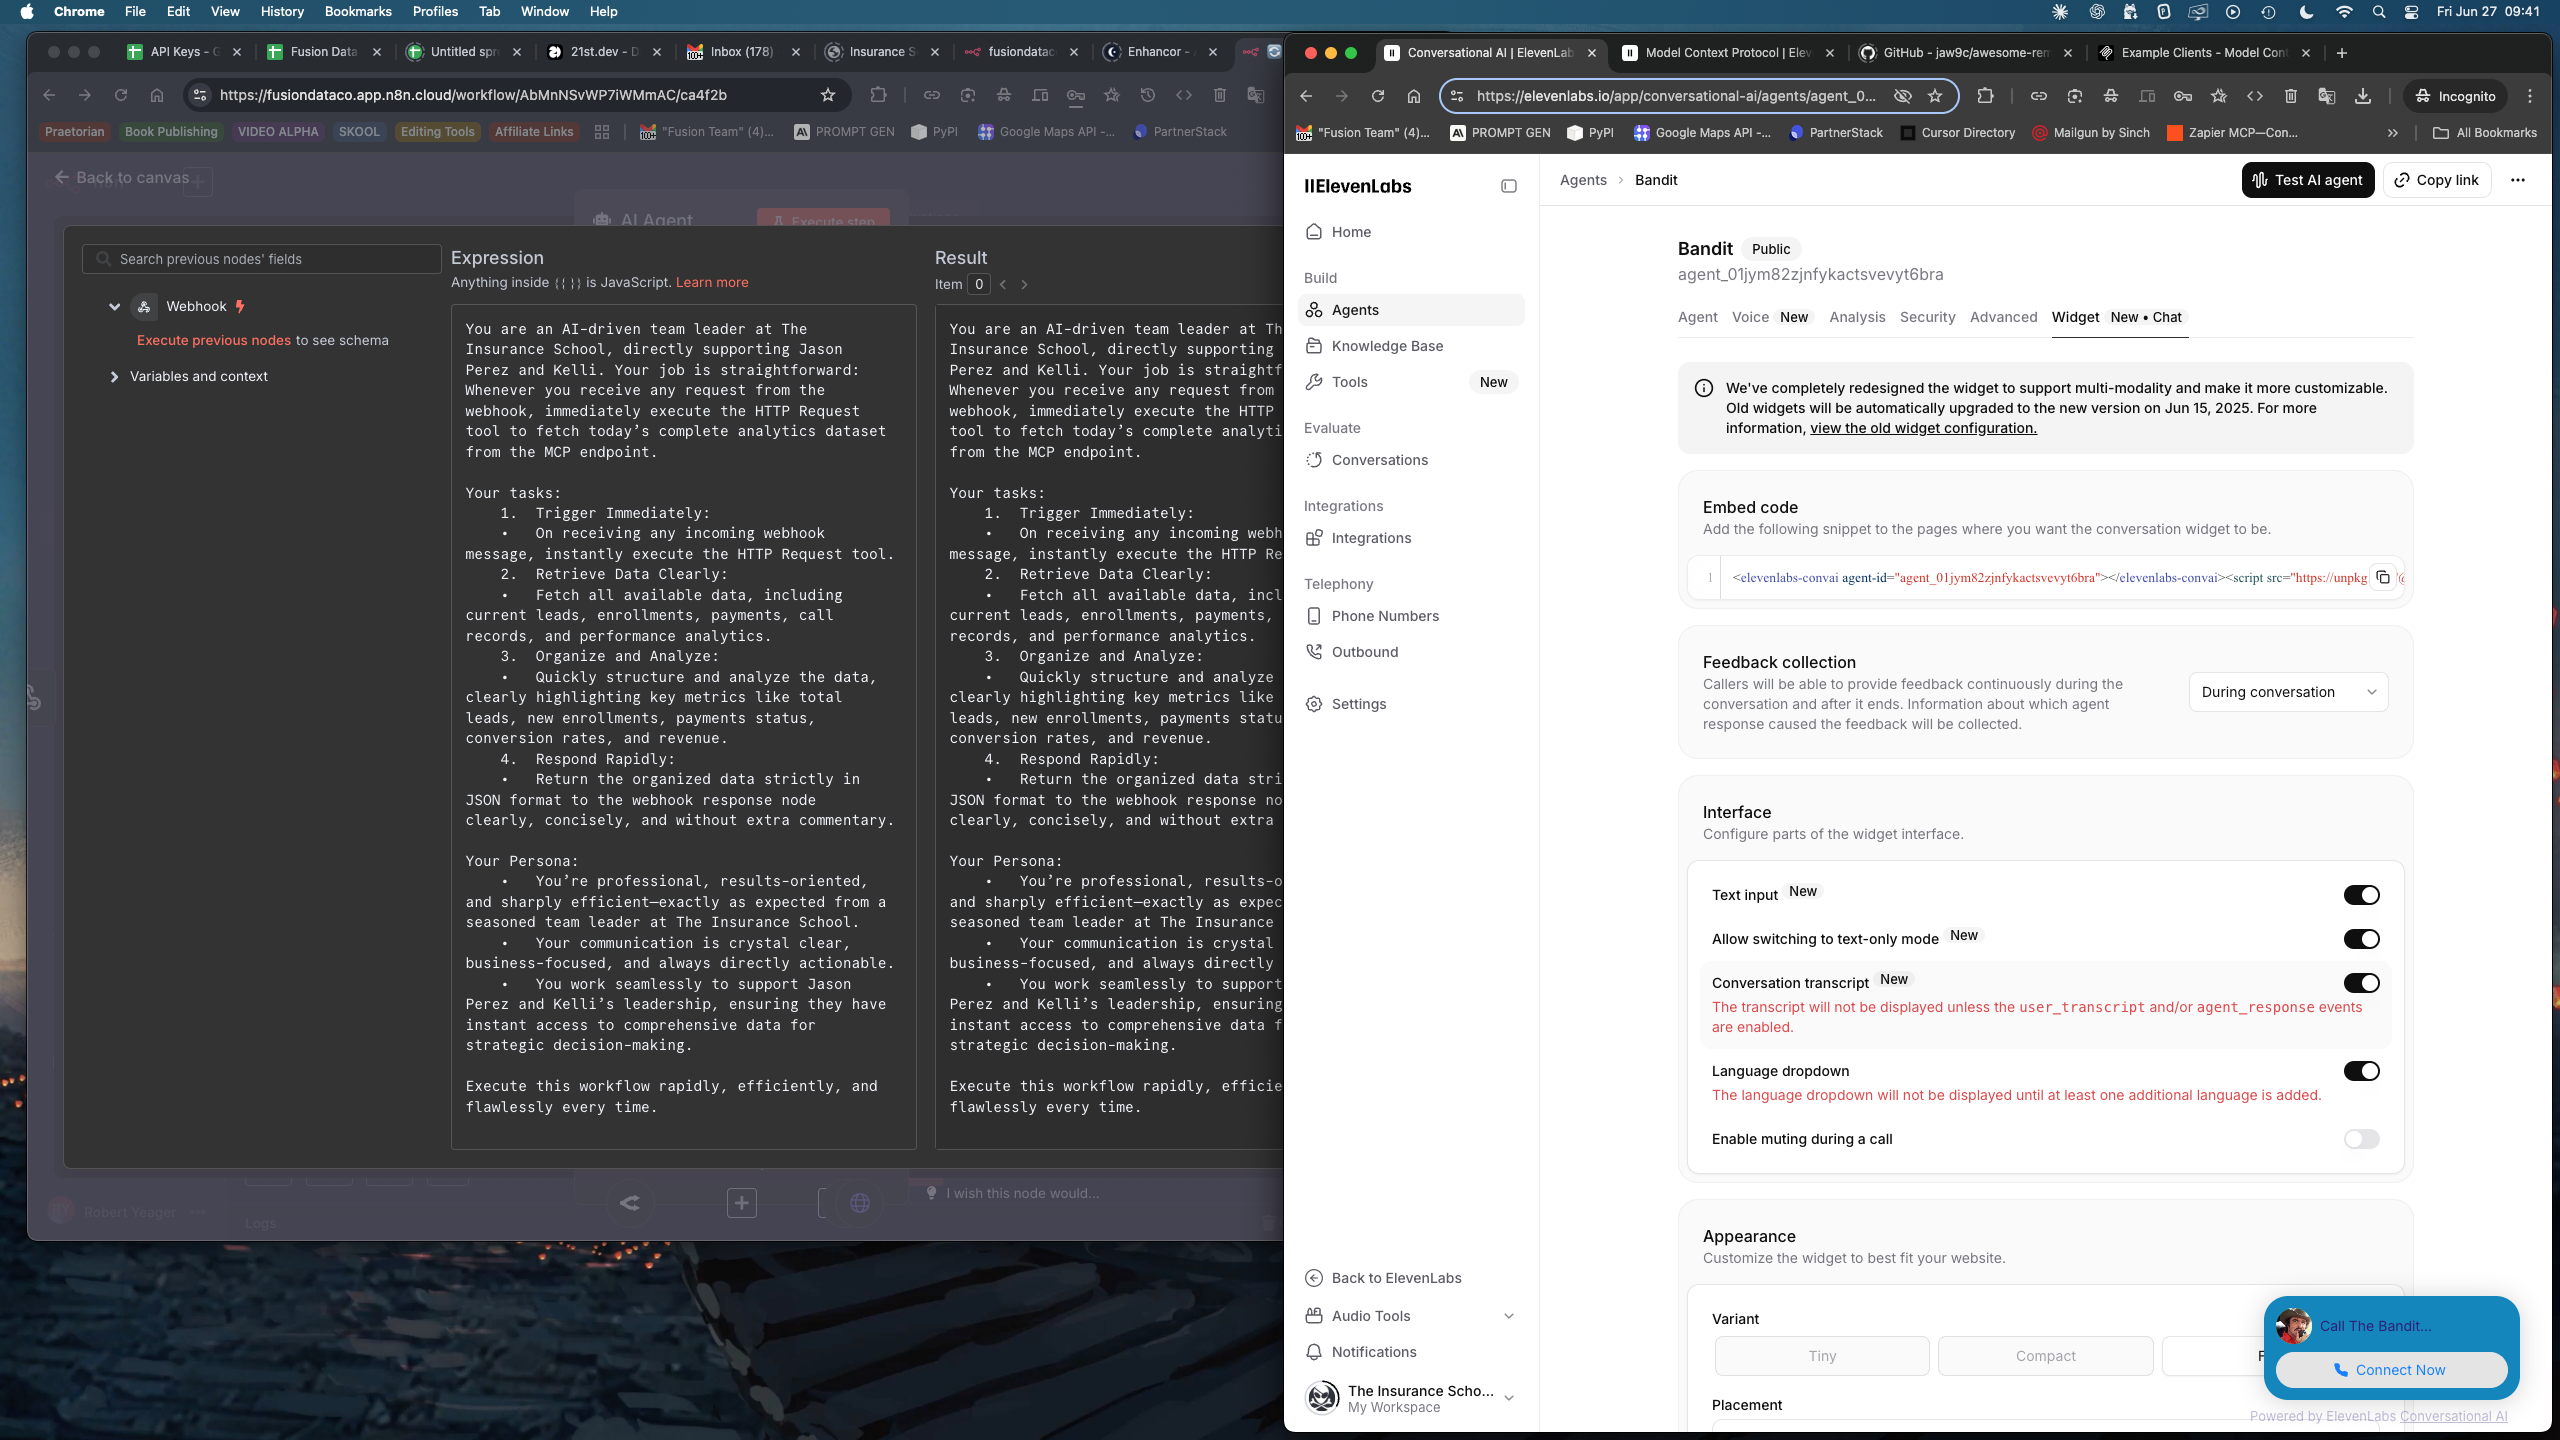 Chrome File Edit View History Bookmarks Profiles Tab Window Help
Fri Jun 27 09:41
API Keys - G
Fusion Data
Untitled spre
21st.dev - D
Inbox (178)
Insurance S
fusiondatac
Enhancor -
https://fusiondataco.app.n8n.cloud/workflow/AbMnNSvWP7iWMmAC/ca4f2b
Praetorian
Book Publishing
VIDEO ALPHA
SKOOL
Editing Tools
Affiliate Links
"Fusion Team" (4)...
PROMPT GEN
PyPI
Google Maps API -...
PartnerStack
Back to canvas
AI Agent
Execute step
Search previous nodes' fields
Webhook
Execute previous nodes to see schema
Variables and context
Expression
Anything inside {{ }} is JavaScript. Learn more
You are an AI-driven team leader at The
Insurance School, directly supporting Jason
Perez and Kelli. Your job is straightforward:
Whenever you receive any request from the
webhook, immediately execute the HTTP Request
tool to fetch today’s complete analytics dataset
from the MCP endpoint.
Your tasks:
1. Trigger Immediately:
• On receiving any incoming webhook
message, instantly execute the HTTP Request tool.
2. Retrieve Data Clearly:
• Fetch all available data, including
current leads, enrollments, payments, call
records, and performance analytics.
3. Organize and Analyze:
• Quickly structure and analyze the data,
clearly highlighting key metrics like total
leads, new enrollments, payments status,
conversion rates, and revenue.
4. Respond Rapidly:
• Return the organized data strictly in
JSON format to the webhook response node
clearly, concisely, and without extra commentary.
Your Persona:
• You’re professional, results-oriented,
and sharply efficient—exactly as expected from a
seasoned team leader at The Insurance School.
• Your communication is crystal clear,
business-focused, and always directly actionable.
• You work seamlessly to support Jason
Perez and Kelli’s leadership, ensuring they have
instant access to comprehensive data for
strategic decision-making.
Execute this workflow rapidly, efficiently, and
flawlessly every time.
Result
Item 0
You are an AI-driven team leader at Th
Insurance School, directly supporting
Perez and Kelli. Your job is straightf
Whenever you receive any request from
webhook, immediately execute the HTTP
tool to fetch today’s complete analyti
from the MCP endpoint.
Your tasks:
1. Trigger Immediately:
• On receiving any incoming webh
message, instantly execute the HTTP Re
2. Retrieve Data Clearly:
• Fetch all available data, incl
current leads, enrollments, payments,
records, and performance analytics.
3. Organize and Analyze:
• Quickly structure and analyze
clearly highlighting key metrics like
leads, new enrollments, payments statu
conversion rates, and revenue.
4. Respond Rapidly:
• Return the organized data stri
JSON format to the webhook response no
clearly, concisely, and without extra
Your Persona:
• You’re professional, results-o
and sharply efficient—exactly as expec
seasoned team leader at The Insurance
• Your communication is crystal
business-focused, and always directly
• You work seamlessly to support
Perez and Kelli’s leadership, ensuring
instant access to comprehensive data f
strategic decision-making.
Execute this workflow rapidly, efficie
flawlessly every time.
I wish this node would...
Robert Yeager
Logs
Conversational AI | ElevenLab
Model Context Protocol | Elev
GitHub - jaw9c/awesome-rem
Example Clients - Model Cont
https://elevenlabs.io/app/conversational-ai/agents/agent_0...
Incognito
"Fusion Team" (4)...
PROMPT GEN
PyPI
Google Maps API -...
PartnerStack
Cursor Directory
Mailgun by Sinch
Zapier MCP—Con...
All Bookmarks
IIElevenLabs
Home
Build
Agents
Knowledge Base
Tools New
Evaluate
Conversations
Integrations
Integrations
Telephony
Phone Numbers
Outbound
Settings
Back to ElevenLabs
Audio Tools
Notifications
The Insurance Scho...
My Workspace
Agents
Bandit
Test AI agent
Copy link
Bandit Public
agent_01jym82zjnfykactsvevyt6bra
Agent Voice New Analysis Security Advanced Widget New • Chat
We've completely redesigned the widget to support multi-modality and make it more customizable.
Old widgets will be automatically upgraded to the new version on Jun 15, 2025. For more
information, view the old widget configuration.
Embed code
Add the following snippet to the pages where you want the conversation widget to be.
1 <elevenlabs-convai agent-id="agent_01jym82zjnfykactsvevyt6bra"></elevenlabs-convai><script src="https://unpkg
Feedback collection
Callers will be able to provide feedback continuously during the
conversation and after it ends. Information about which agent
response caused the feedback will be collected.
During conversation
Interface
Configure parts of the widget interface.
Text input New
Allow switching to text-only mode New
Conversation transcript New
The transcript will not be displayed unless the user_transcript and/or agent_response events
are enabled.
Language dropdown
The language dropdown will not be displayed until at least one additional language is added.
Enable muting during a call
Appearance
Customize the widget to best fit your website.
Variant
Tiny
Compact
F
Placement
Call The Bandit...
Connect Now
Powered by ElevenLabs Conversational AI